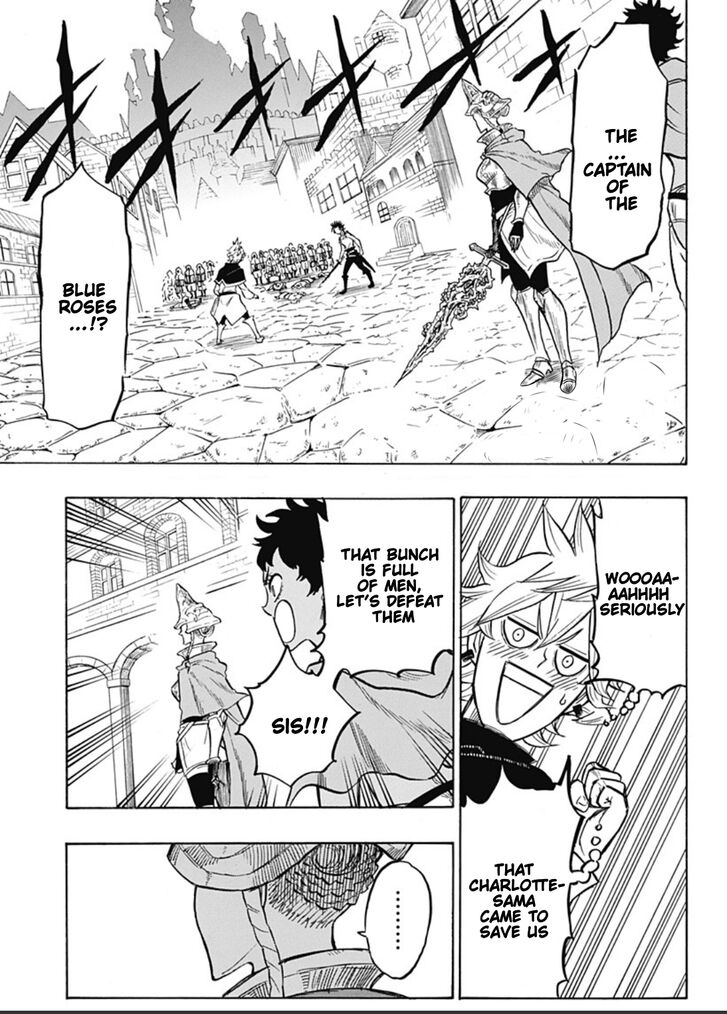 THE
...
CAPTAIN
OF THE
BLUE
ROSES
...!?
WOOOAA-
AAHHHH
SERIOUSLY
THAT
CHARLOTTE-
SAMA
CAME TO
SAVE US
THAT BUNCH
IS FULL
OF MEN,
LET'S DEFEAT
THEM
SIS!!!
........